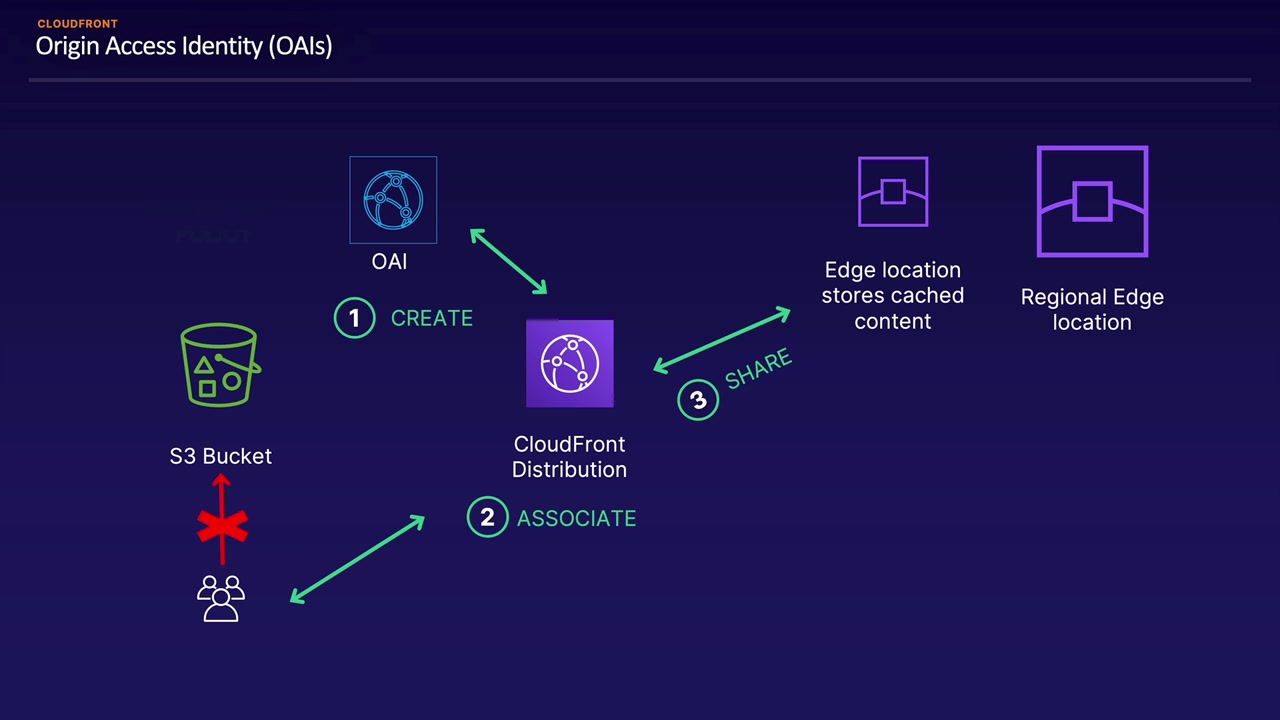 CLOUDFRONT
Origin Access Identity (OAIs)
OAI
1 CREATE
Edge location
stores cached
content
Regional Edge
location
3 SHARE
S3 Bucket
CloudFront
Distribution
2 ASSOCIATE